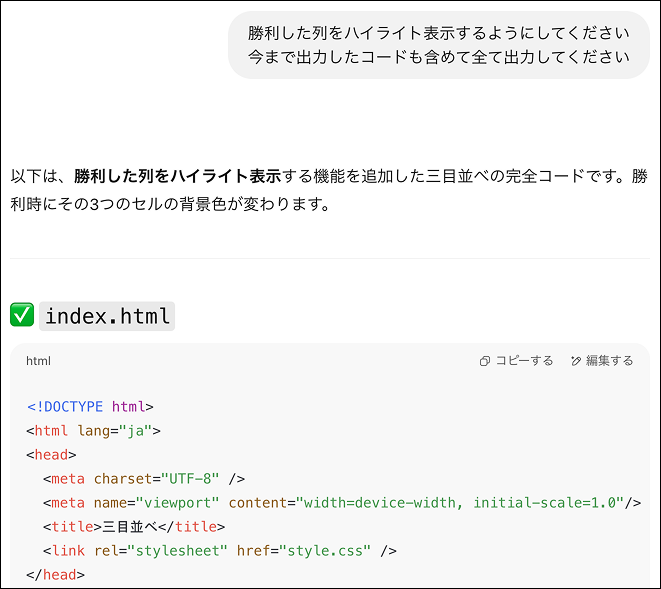 勝利した列をハイライト表示するようにしてください
今まで出力したコードも含めて全て出力してください
以下は、勝利した列をハイライト表示する機能を追加した三目並べの完全コードです。勝
利時にその3つのセルの背景色が変わります。
index.html
html コピーする 編集する
<!DOCTYPE html>
<html lang="ja">
<head>
  <meta charset="UTF-8" />
  <meta name="viewport" content="width=device-width, initial-scale=1.0"/>
  <title>三目並べ</title>
  <link rel="stylesheet" href="style.css" />
</head>